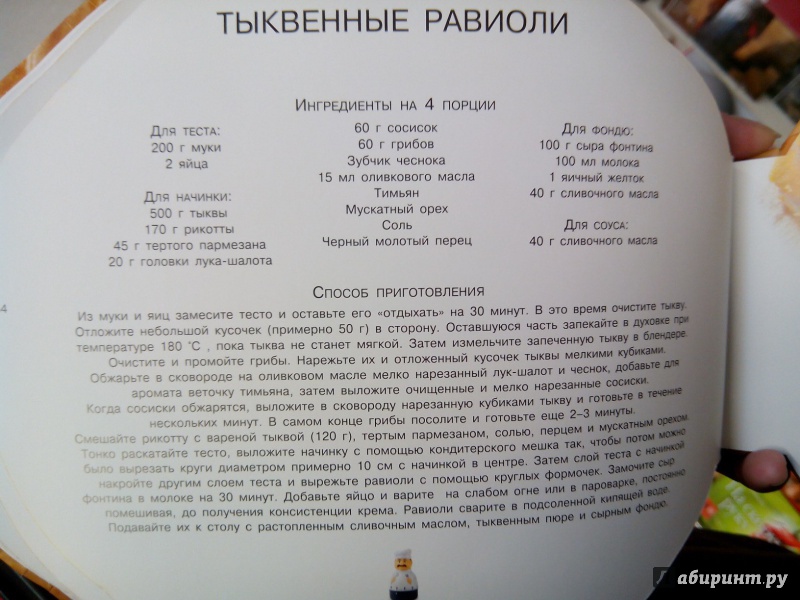 ТЫКВЕННЫЕ РАВИОЛИ
ИНГРЕДИЕНТЫ НА 4 ПОРЦИИ
ДЛЯ ТЕСТА:
200 г муки
2 яйца
ДЛЯ НАЧИНКИ:
500 г тыквы
170 г рикотты
45 г тертого пармезана
20 г головки лука-шалота
60 г сосисок
60 г грибов
Зубчик чеснока
15 мл оливкового масла
Тимьян
Мускатный орех
Соль
Черный молотый перец
ДЛЯ ФОНДЮ:
100 г сыра фонтина
100 мл молока
1 яичный желток
40 г сливочного масла
ДЛЯ СОУСА:
40 г сливочного масла
СПОСОБ ПРИГОТОВЛЕНИЯ
Из муки и яиц замесите тесто и оставьте его «отдыхать» на 30 минут. В это время очистите тыкву.
Отложите небольшой кусочек (примерно 50 г) в сторону. Оставшуюся часть запекайте в духовке при
температуре 180 °С , пока тыква не станет мягкой. Затем измельчите запеченную тыкву в блендере.
Очистите и промойте грибы. Нарежьте их и отложенный кусочек тыквы мелкими кубиками.
Обжарьте в сковороде на оливковом масле мелко нарезанный лук-шалот и чеснок, добавьте для
аромата веточку тимьяна, затем выложите очищенные и мелко нарезанные сосиски.
Когда сосиски обжарятся, выложите в сковороду нарезанную кубиками тыкву и готовьте в течение
нескольких минут. В самом конце грибы посолите и готовьте еще 2–3 минуты.
Смешайте рикотту с вареной тыквой (120 г), тертым пармезаном, солью, перцем и мускатным орехом.
Тонко раскатайте тесто, выложите начинку с помощью кондитерского мешка так, чтобы потом можно
было вырезать круги диаметром примерно 10 см с начинкой в центре. Затем слой теста с начинкой
накройте другим слоем теста и вырежьте равиоли с помощью круглых формочек. Замочите сыр
фонтина в молоке на 30 минут. Добавьте яйцо и варите на слабом огне или в пароварке, постоянно
помешивая, до получения консистенции крема. Равиоли сварите в подсоленной кипящей воде.
Подавайте их к столу с растопленным сливочным маслом, тыквенным пюре и сырным фондю.
4
Лабиринт.ру